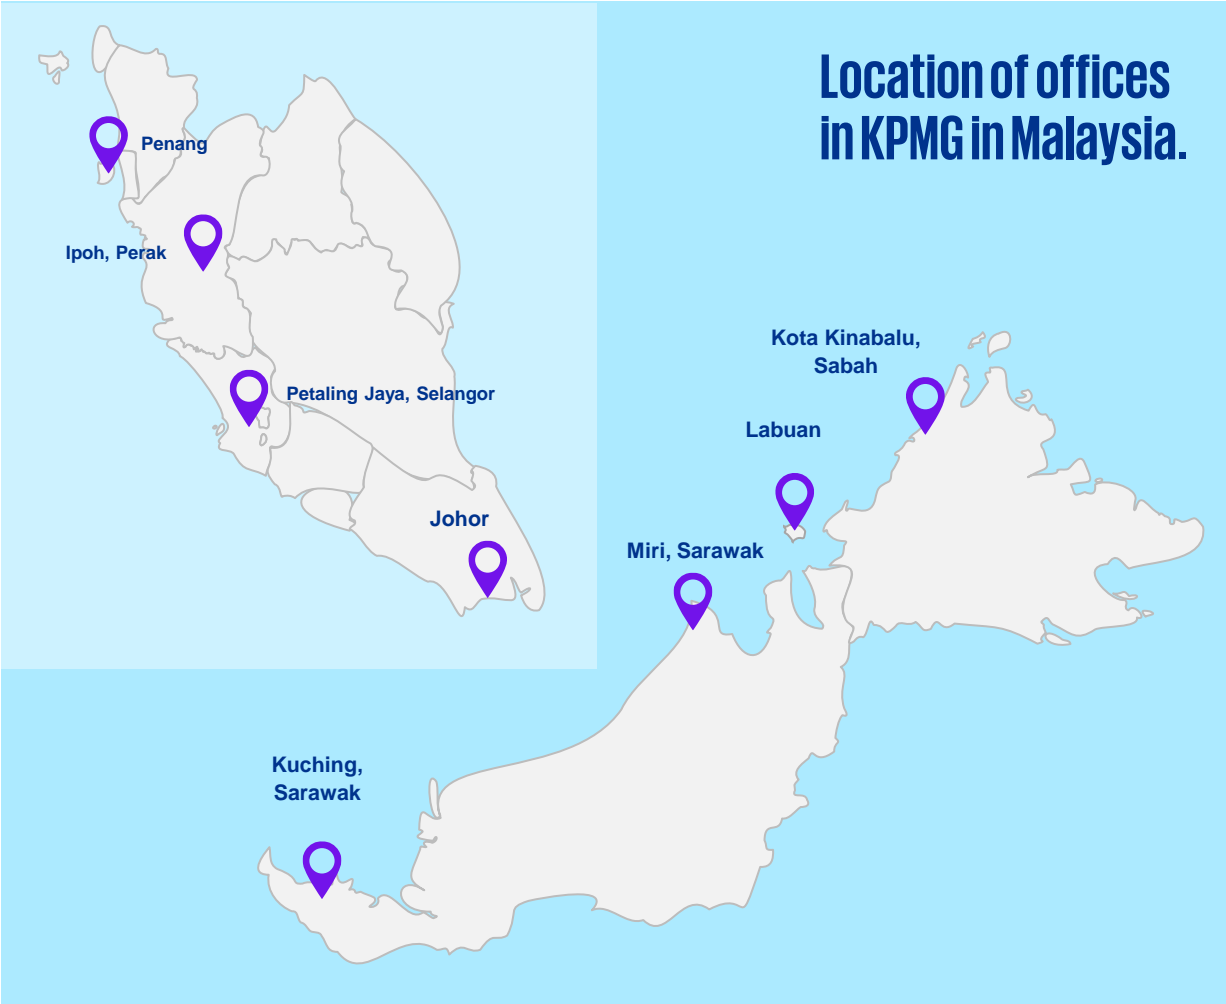 Location of offices
in KPMG in Malaysia.
Penang
Ipoh, Perak
Petaling Jaya, Selangor
Johor
Kota Kinabalu,
Sabah
Labuan
Miri, Sarawak
Kuching,
Sarawak